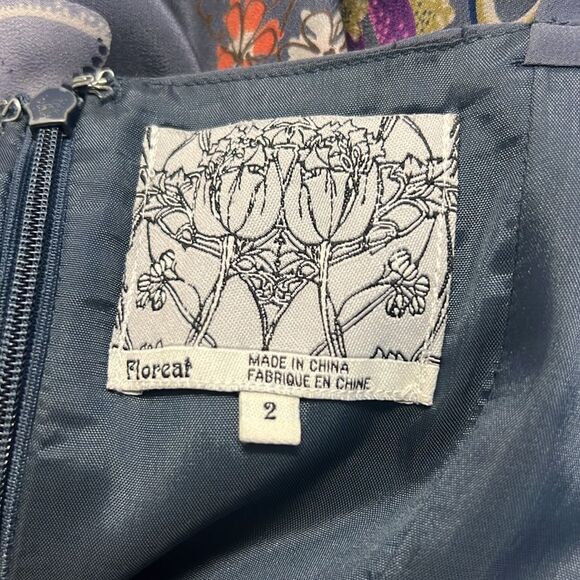 Floreat
MADE IN CHINA
FABRIQUE EN CHINE
2